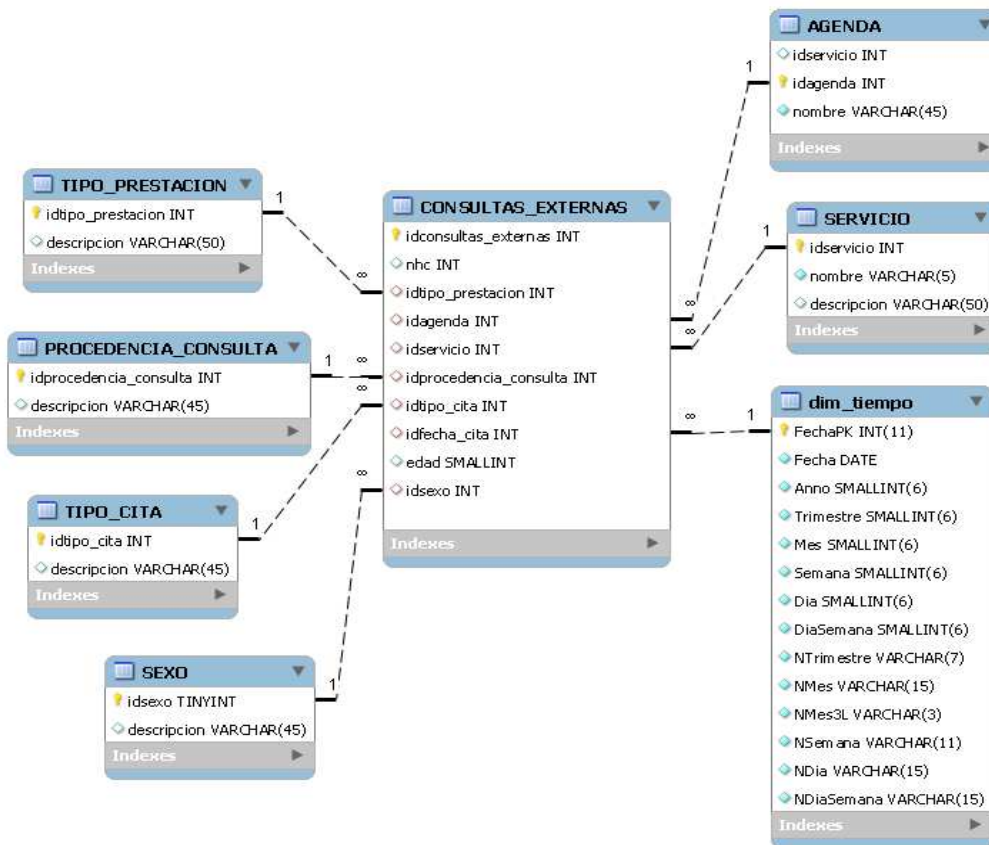 AGENDA
idservicio INT
idagenda INT
nombre VARCHAR(45)
Indexes
1
TIPO_PRESTACION
idtipo_prestacion INT
descripcion VARCHAR(50)
Indexes
1
∞
CONSULTAS_EXTERNAS
idconsultas_externas INT
nhc INT
idtipo_prestacion INT
idagenda INT
idservicio INT
idprocedencia_consulta INT
idtipo_cita INT
idfecha_cita INT
edad SMALLINT
idsexo INT
Indexes
∞
∞
∞
SERVICIO
idservicio INT
nombre VARCHAR(5)
descripcion VARCHAR(50)
Indexes
1
PROCEDENCIA_CONSULTA
idprocedencia_consulta INT
descripcion VARCHAR(45)
Indexes
1
∞
∞
TIPO_CITA
idtipo_cita INT
descripcion VARCHAR(45)
Indexes
1
∞
SEXO
idsexo TINYINT
descripcion VARCHAR(45)
Indexes
1
dim_tiempo
FechaPK INT(11)
Fecha DATE
Anno SMALLINT(6)
Trimestre SMALLINT(6)
Mes SMALLINT(6)
Semana SMALLINT(6)
Dia SMALLINT(6)
DiaSemana SMALLINT(6)
NTrimestre VARCHAR(7)
NMes VARCHAR(15)
NMes3L VARCHAR(3)
NSemana VARCHAR(11)
NDia VARCHAR(15)
NDiaSemana VARCHAR(15)
Indexes
1